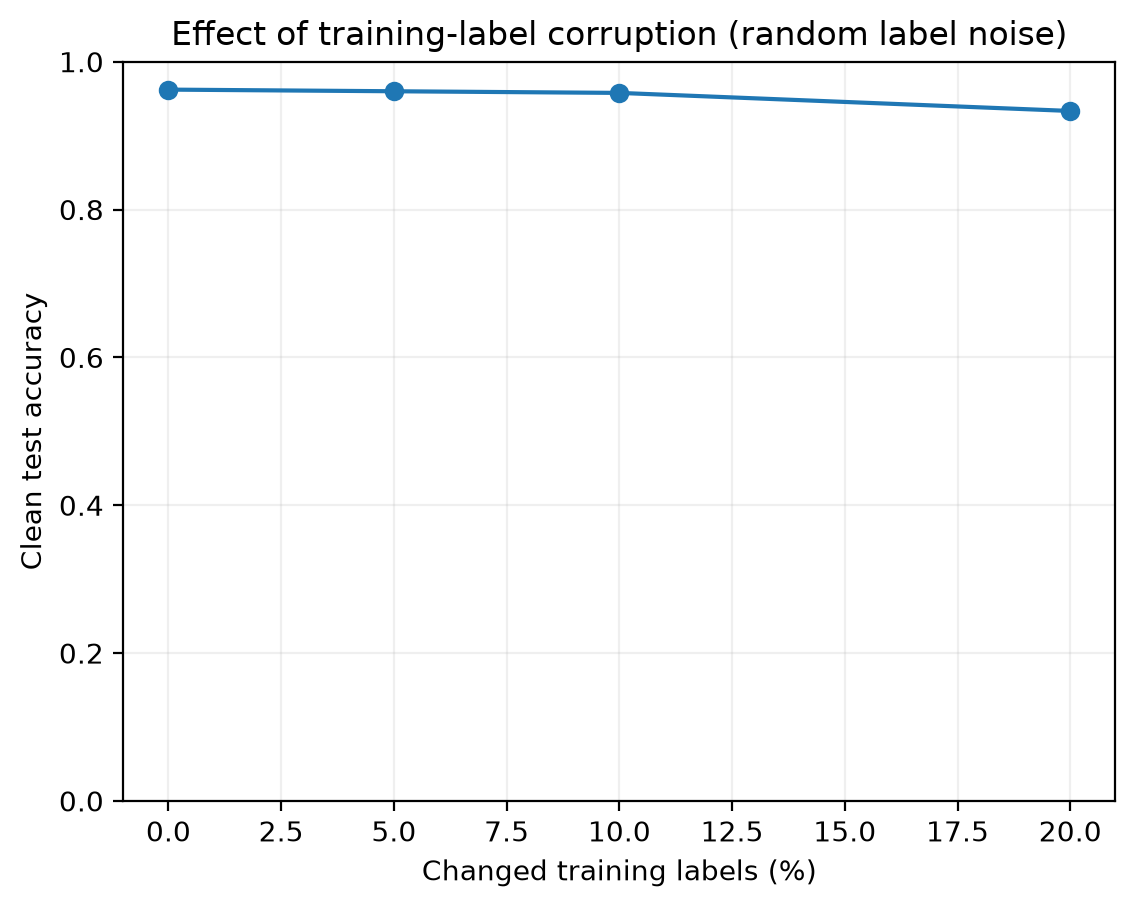 Effect of training-label corruption (random label noise)
1.0
0.8
0.6
0.4
0.2
0.0
Clean test accuracy
0.0 2.5 5.0 7.5 10.0 12.5 15.0 17.5 20.0
Changed training labels (%)